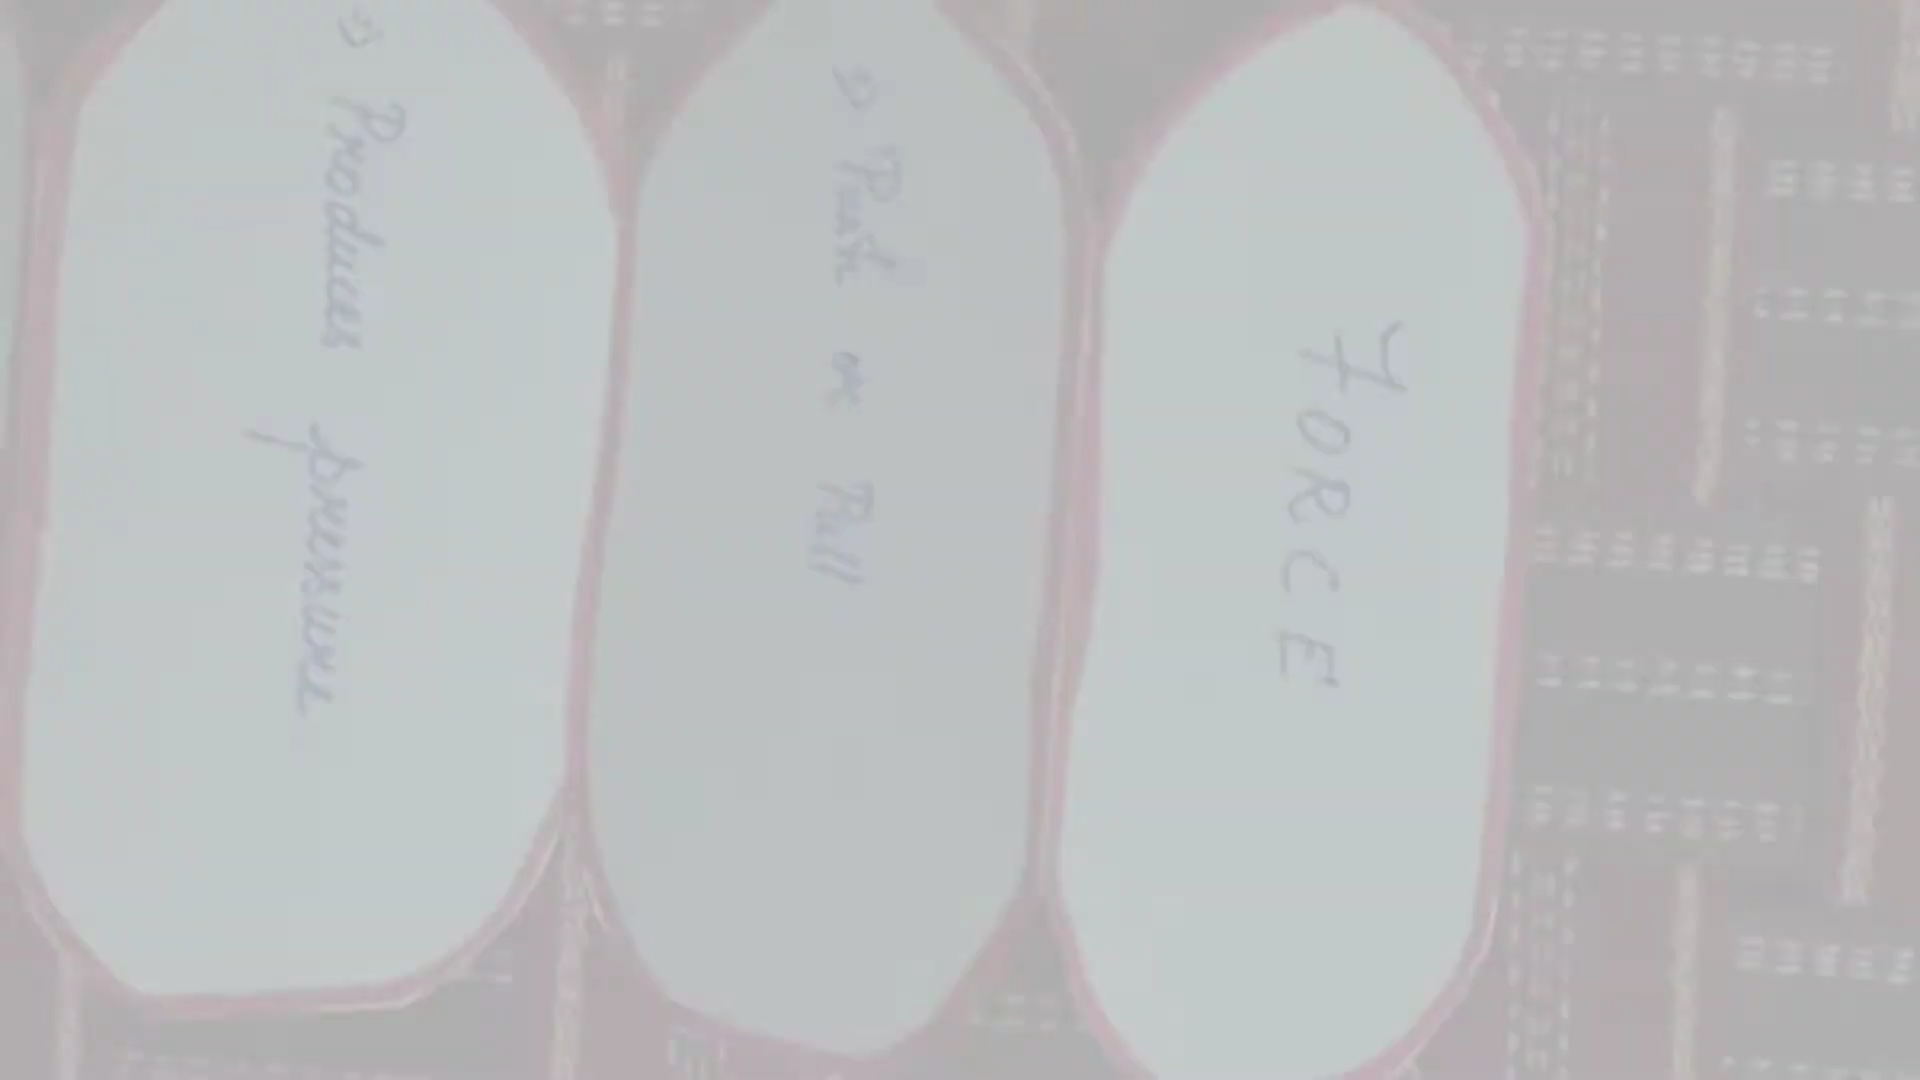 FORCE
⇒ Push or Pull
⇒ Produces pressure